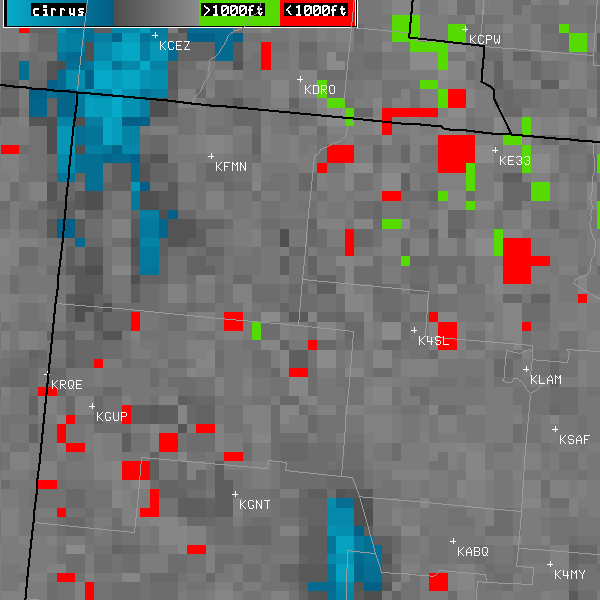 cirrus >1000ft <1000ft
KCPW
KCEZ
KDRO
KE33
KFMN
K4SL
KLAM
KRQE
KGUP
KSAF
KGNT
KABQ
K4MY